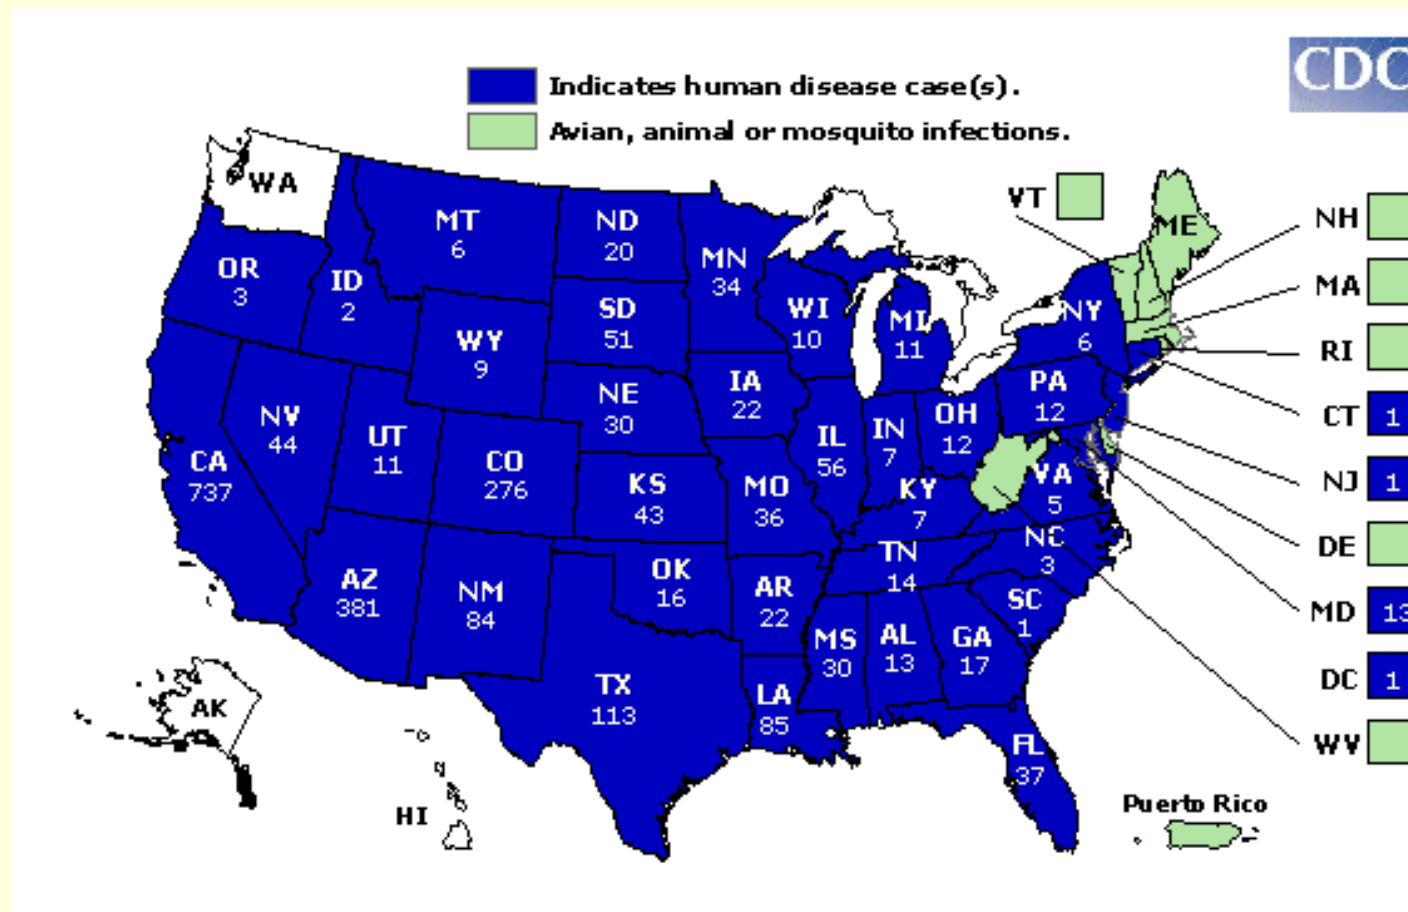 CDC
Indicates human disease case(s).
Avian, animal or mosquito infections.
WA
VT
ME
NH
MT
6
ND
20
MN
34
OR
3
ID
2
MA
SD
51
WI
10
MI
11
NY
6
WY
9
RI
NE
30
IA
22
PA
12
NV
44
UT
11
OH
12
CT 1
CA
737
CO
276
IL
56
IN
7
KS
43
MO
36
KY
7
VA
5
NJ 1
NC
3
DE
TN
14
AZ
381
NM
84
OK
16
AR
22
SC
1
MD 13
MS
30
AL
13
GA
17
TX
113
LA
85
DC 1
AK
FL
37
WV
HI
Puerto Rico